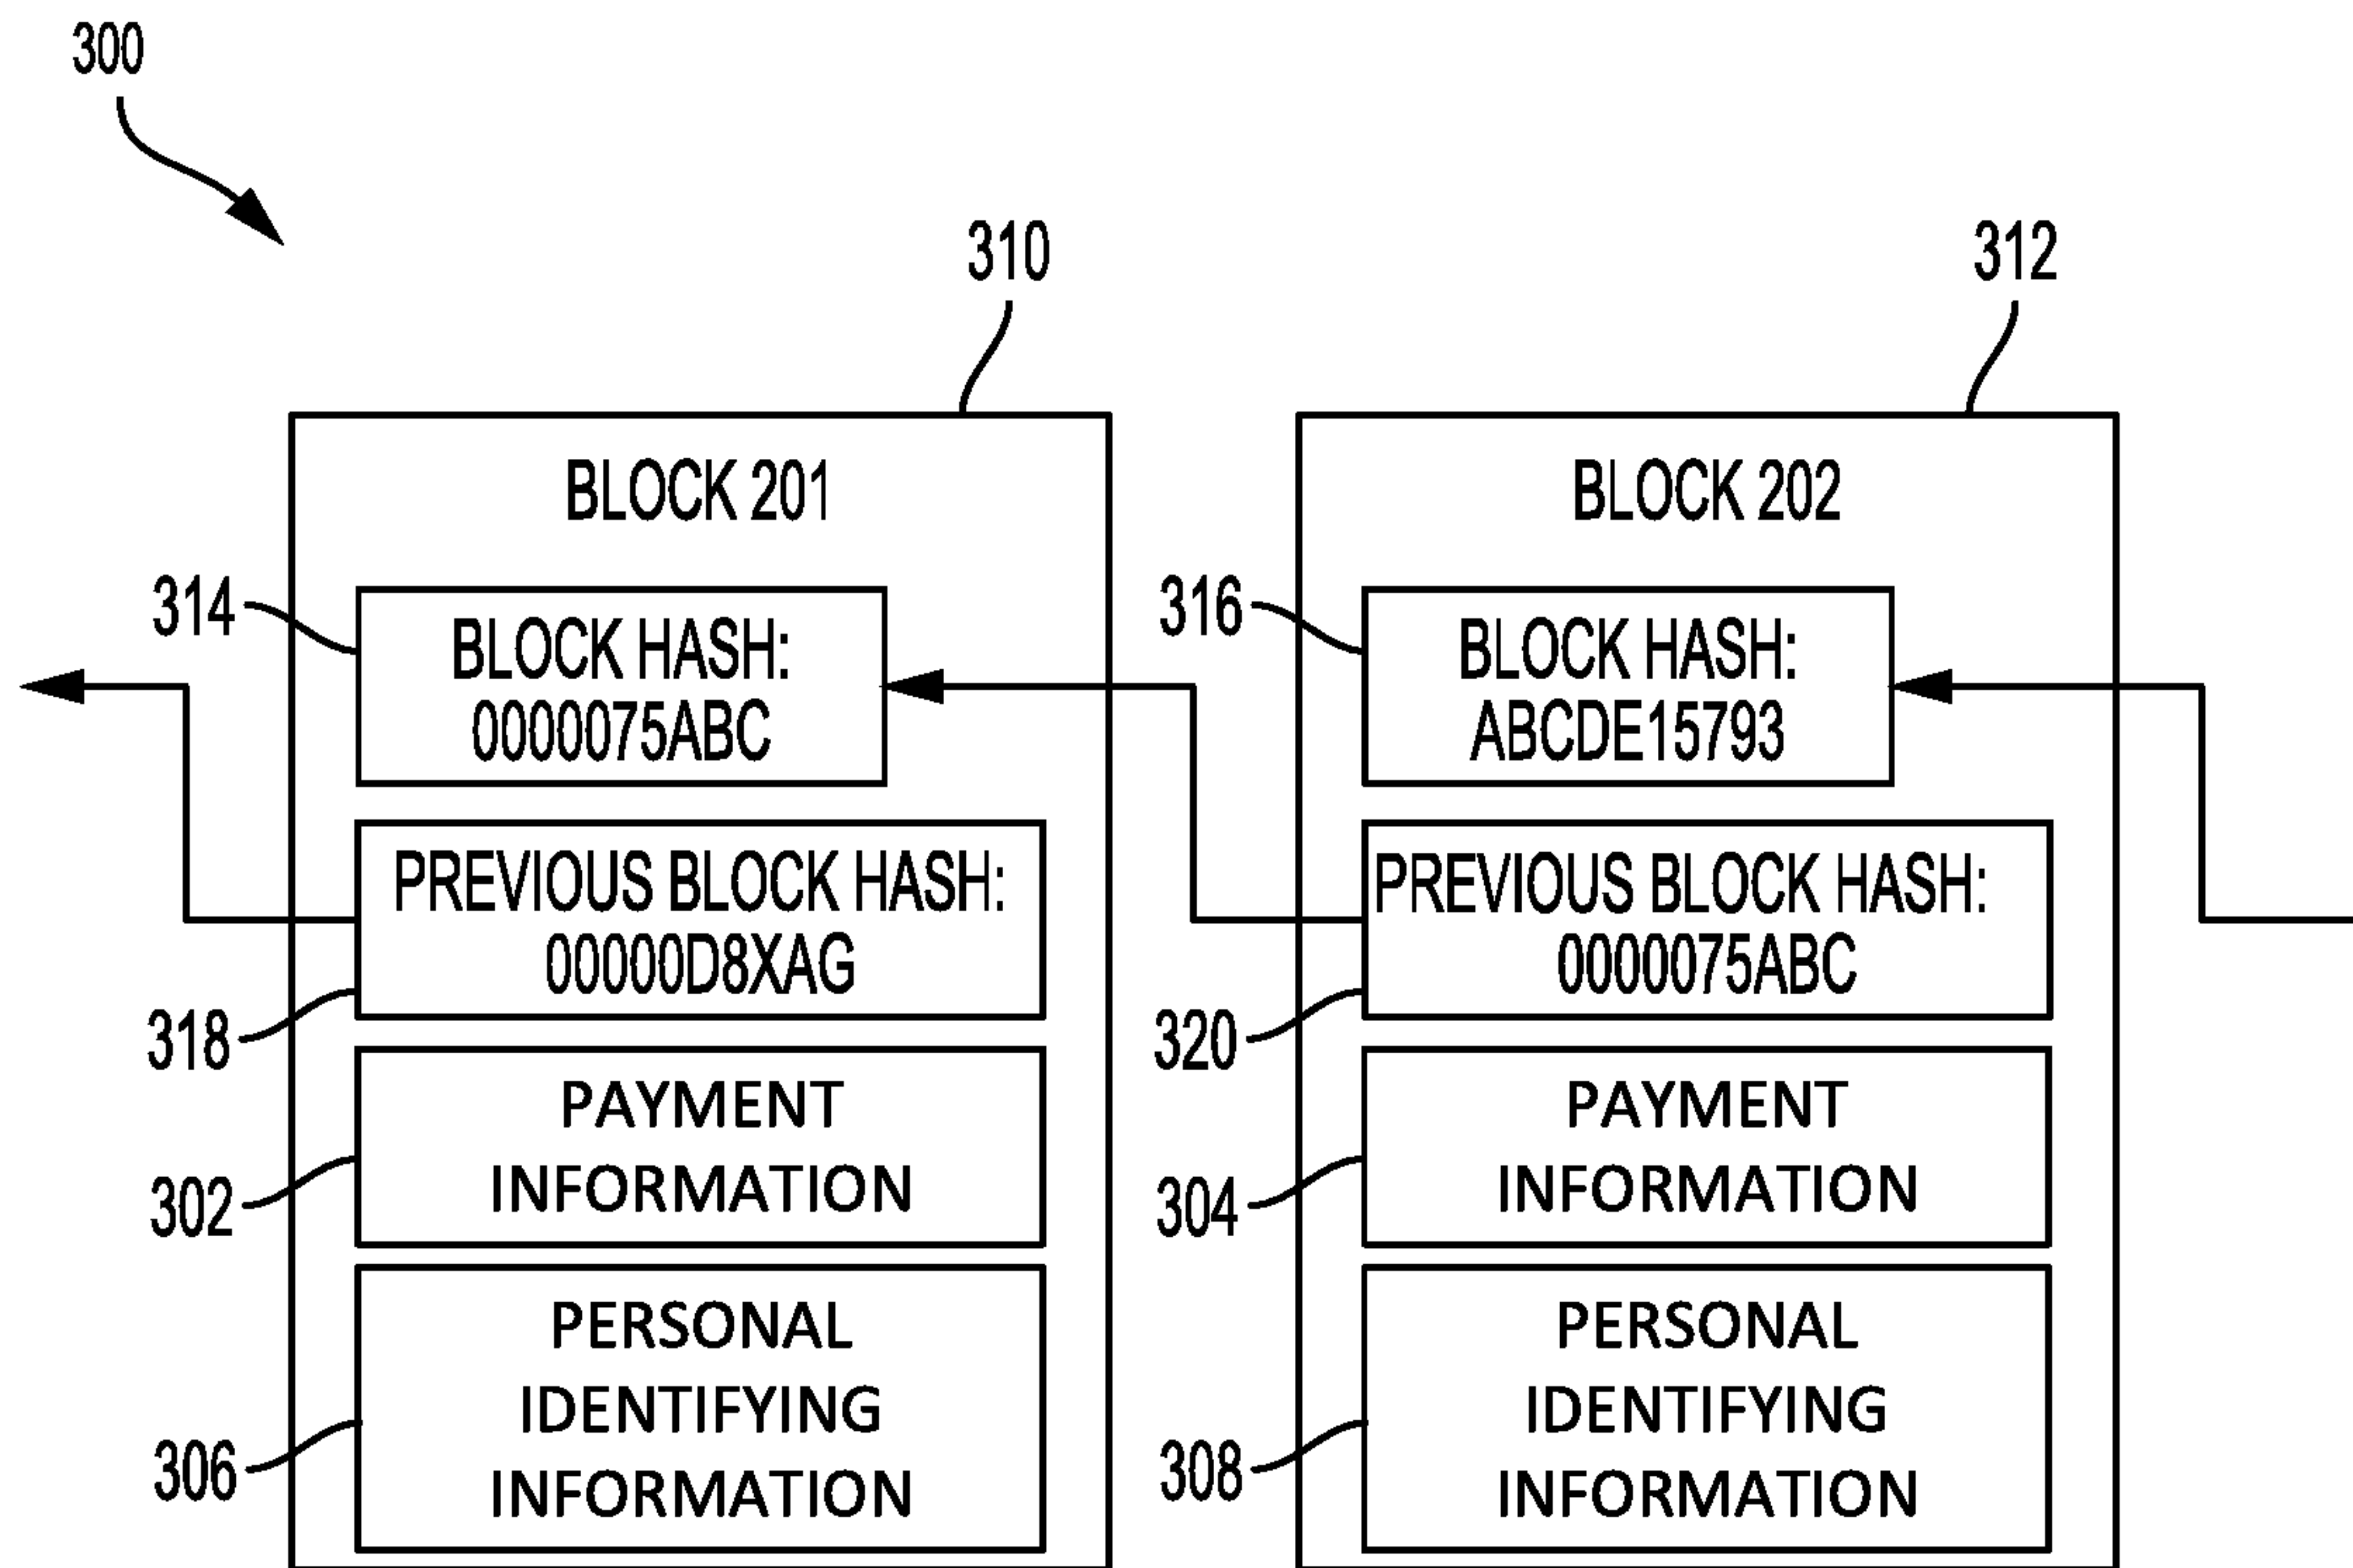 300
310
312
BLOCK 201
BLOCK 202
314
BLOCK HASH:
0000075ABC
316
BLOCK HASH:
ABCDE15793
PREVIOUS BLOCK HASH:
00000D8XAG
318
PREVIOUS BLOCK HASH:
0000075ABC
320
PAYMENT
INFORMATION
302
PAYMENT
INFORMATION
304
PERSONAL
IDENTIFYING
INFORMATION
306
PERSONAL
IDENTIFYING
INFORMATION
308